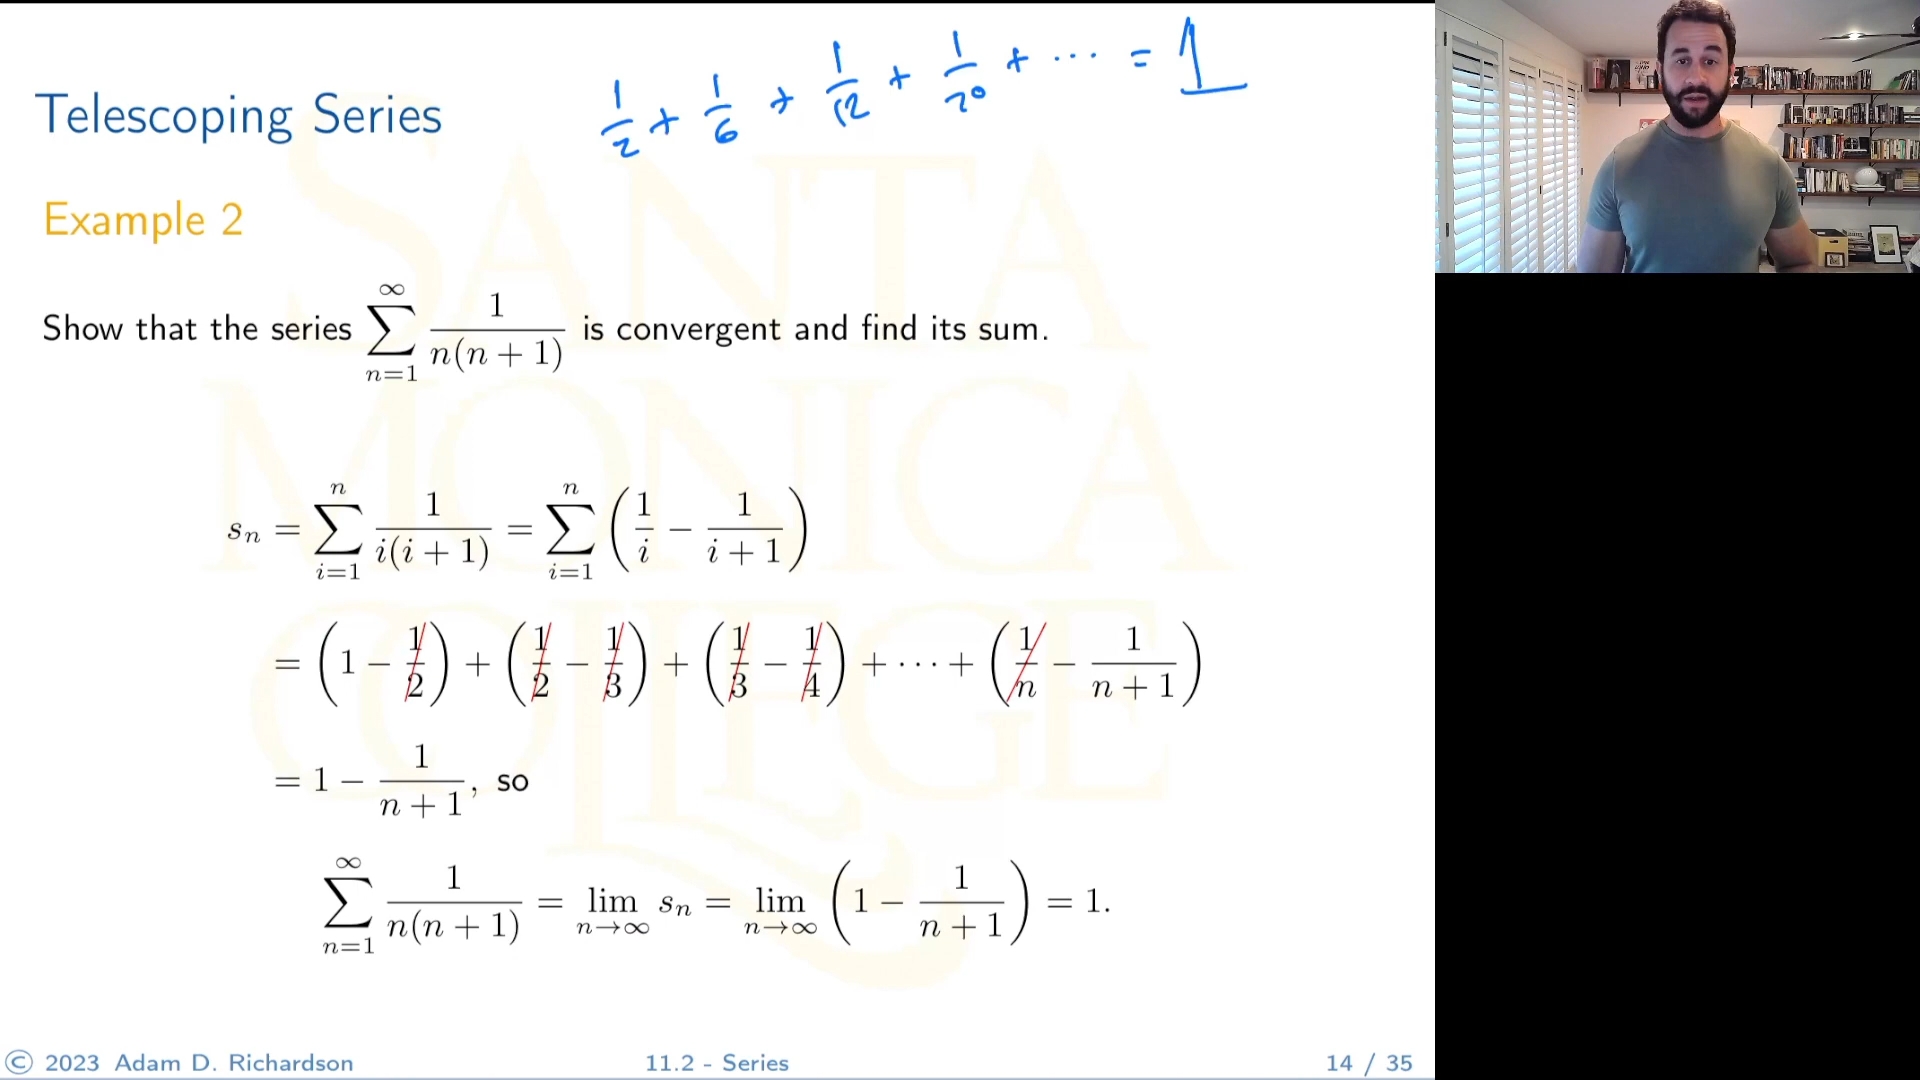 Telescoping Series
1/2 + 1/6 + 1/12 + 1/20 + ⋯ = 1
Example 2
Show that the series ∑_{n=1}^{∞} 1/(n(n + 1)) is convergent and find its sum.
s_n = ∑_{i=1}^{n} 1/(i(i + 1)) = ∑_{i=1}^{n} (1/i − 1/(i + 1))
= (1 − 1/2) + (1/2 − 1/3) + (1/3 − 1/4) + ⋯ + (1/n − 1/(n + 1))
= 1 − 1/(n + 1), so
∑_{n=1}^{∞} 1/(n(n + 1)) = lim_{n→∞} s_n = lim_{n→∞} (1 − 1/(n + 1)) = 1.
SANTA
MONICA
COLLEGE
© 2023 Adam D. Richardson
11.2 - Series
14 / 35